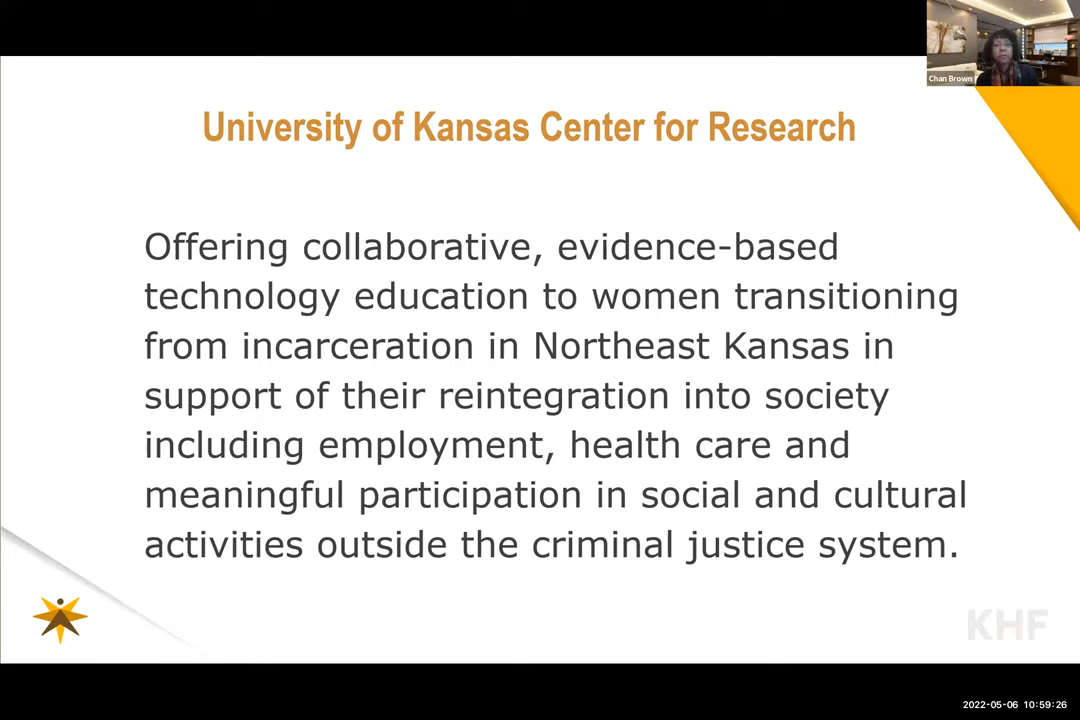 Chan Brown
University of Kansas Center for Research
Offering collaborative, evidence-based
technology education to women transitioning
from incarceration in Northeast Kansas in
support of their reintegration into society
including employment, health care and
meaningful participation in social and cultural
activities outside the criminal justice system.
KHF
2022-05-06 10:59:26